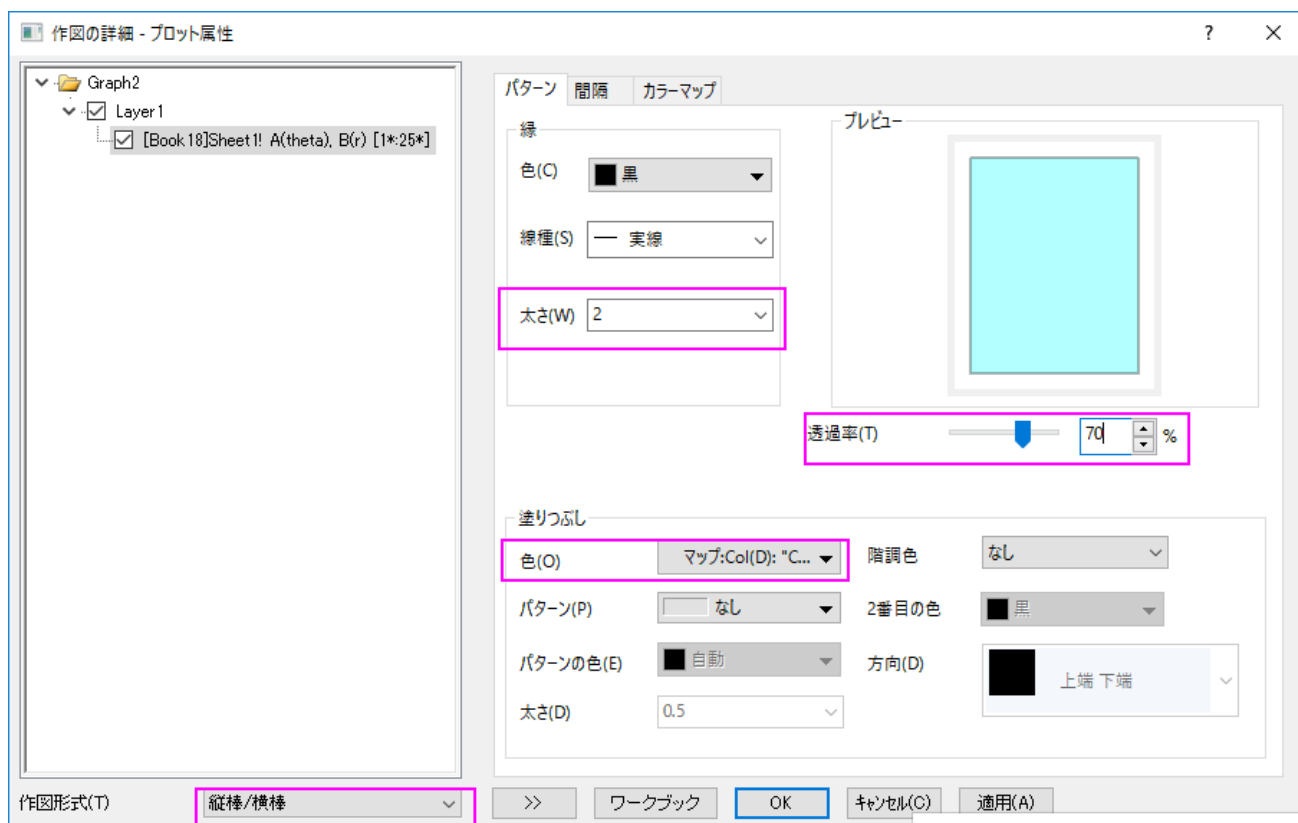 作図の詳細 - プロット属性
?
Graph2
Layer1
[Book18]Sheet1! A(theta), B(r) [1*:25*]
パターン 間隔 カラーマップ
縁
色(C) 黒
線種(S) 実線
太さ(W) 2
プレビュー
透過率(T) 70 %
塗りつぶし
色(O) マップ:Col(D): "C... 階調色 なし
パターン(P) なし 2番目の色 黒
パターンの色(E) 自動 方向(D) 上端 下端
太さ(D) 0.5
作図形式(T) 縦棒/横棒 >> ワークブック OK キャンセル(C) 適用(A)